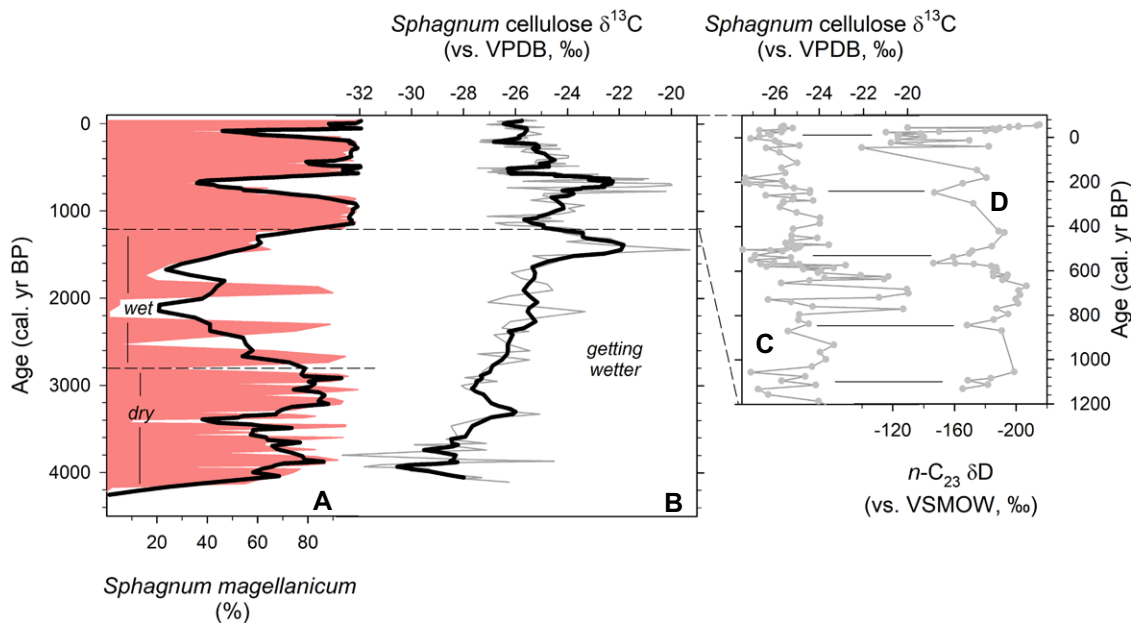 Sphagnum cellulose δ13C
(vs. VPDB, ‰)
Sphagnum cellulose δ13C
(vs. VPDB, ‰)
-32 -30 -28 -26 -24 -22 -20
-26 -24 -22 -20
0
1000
2000
3000
4000
Age (cal. yr BP)
wet
dry
A
getting
wetter
B
C
D
0
200
400
600
800
1000
1200
Age (cal. yr BP)
20 40 60 80
Sphagnum magellanicum
(%)
-120 -160 -200
n-C23 δD
(vs. VSMOW, ‰)